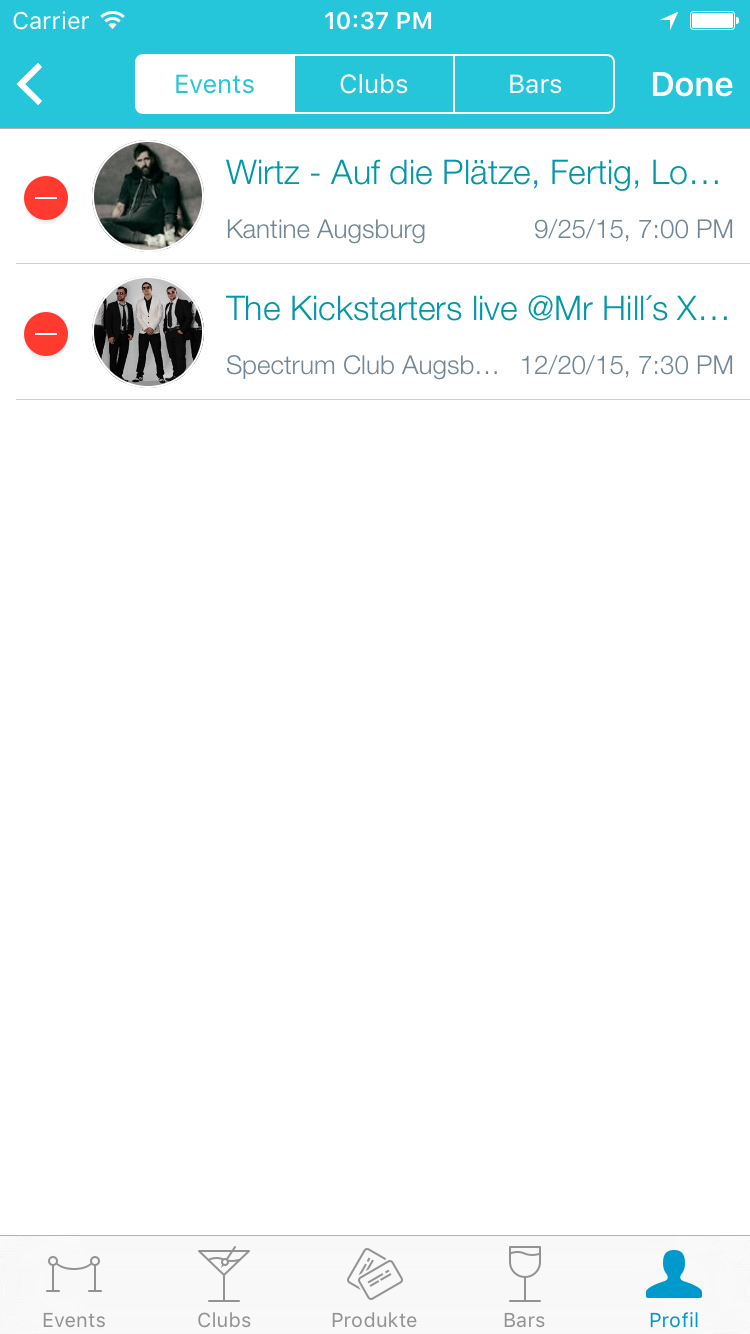 Carrier 10:37 PM
Events Clubs Bars Done
Wirtz - Auf die Plätze, Fertig, Lo...
Kantine Augsburg 9/25/15, 7:00 PM
The Kickstarters live @Mr Hill´s X...
Spectrum Club Augsb... 12/20/15, 7:30 PM
Events Clubs Produkte Bars Profil